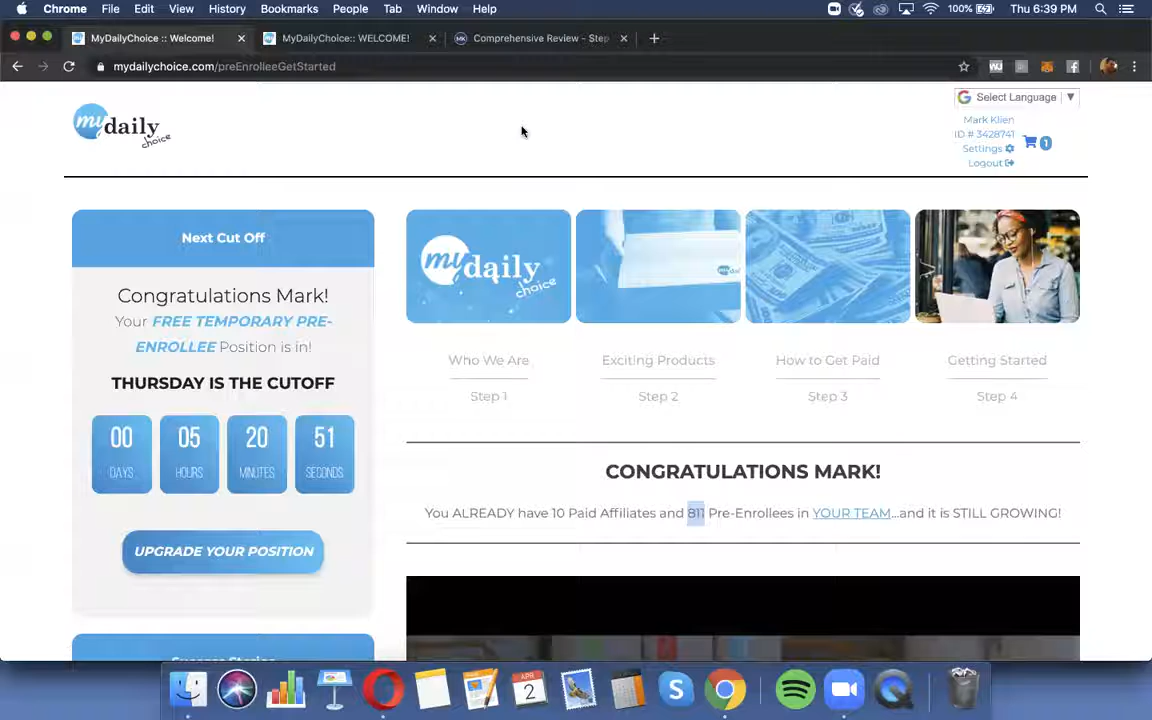 Chrome File Edit View History Bookmarks People Tab Window Help 100% Thu 6:39 PM
MyDailyChoice :: Welcome! MyDailyChoice:: WELCOME! Comprehensive Review - Step
mydailychoice.com/preEnrolleeGetStarted
Select Language ▼
my daily choice
Mark Klien
ID # 3428741
Settings
Logout
1
Next Cut Off
Congratulations Mark!
Your FREE TEMPORARY PRE-
ENROLLEE Position is in!
THURSDAY IS THE CUTOFF
00 05 20 51
DAYS HOURS MINUTES SECONDS
UPGRADE YOUR POSITION
Success Stories
my daily choice
Who We Are Exciting Products How to Get Paid Getting Started
Step 1 Step 2 Step 3 Step 4
CONGRATULATIONS MARK!
You ALREADY have 10 Paid Affiliates and 811 Pre-Enrollees in YOUR TEAM...and it is STILL GROWING!
APR
2